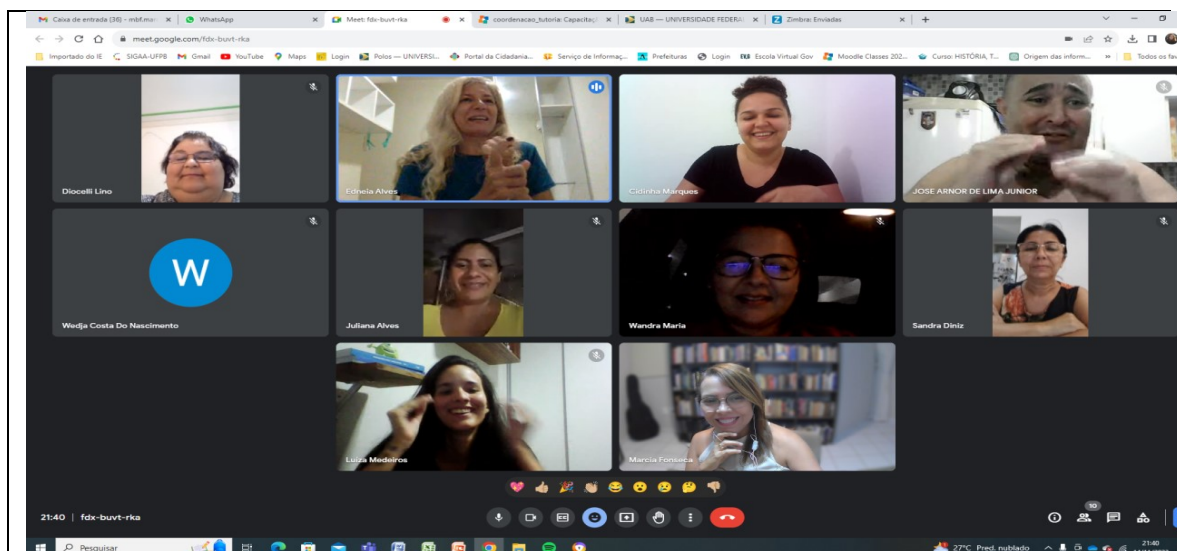 Caixa de entrada (36) - mbf.mar
WhatsApp
Meet: fdx-buvt-rka
coordenacao_tutoria: Capacitaç
UAB — UNIVERSIDADE FEDERA
Zimbra: Enviadas
meet.google.com/fdx-buvt-rka
Importado do IE
SIGAA-UFPB
Gmail
YouTube
Maps
Login
Polos — UNIVERSI...
Portal da Cidadania...
Serviço de Informaç...
Prefeituras
Login
Escola Virtual Gov
Moodle Classes 202...
Curso: HISTÓRIA, T...
Origem das inform...
»
Todos os fav
Diocelli Lino
Edneia Alves
Cidinha Marques
JOSE ARNOR DE LIMA JUNIOR
W
Wedja Costa Do Nascimento
Juliana Alves
Wandra Maria
Sandra Diniz
Luiza Medeiros
Marcia Fonseca
21:40 | fdx-buvt-rka
10
Pesquisar
27°C Pred. nublado
21:40